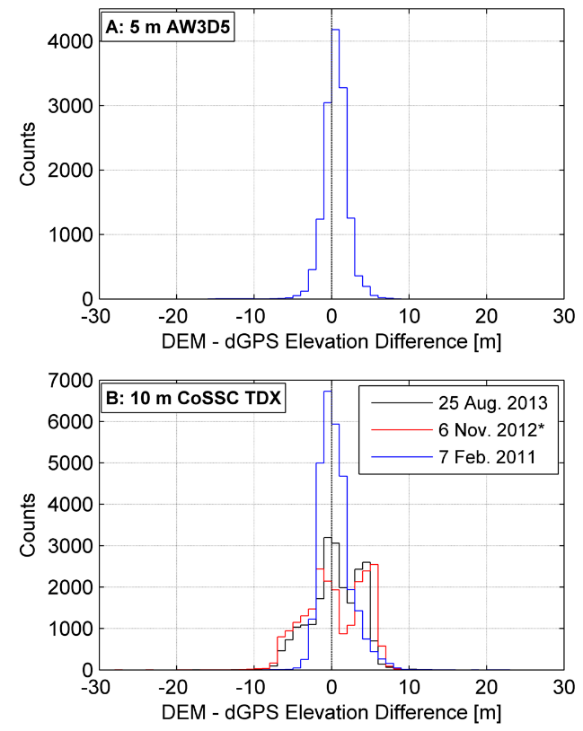 A: 5 m AW3D5
4000
3000
2000
1000
0
Counts
-30 -20 -10 0 10 20 30
DEM - dGPS Elevation Difference [m]
B: 10 m CoSSC TDX
25 Aug. 2013
6 Nov. 2012*
7 Feb. 2011
7000
6000
5000
4000
3000
2000
1000
0
Counts
-30 -20 -10 0 10 20 30
DEM - dGPS Elevation Difference [m]